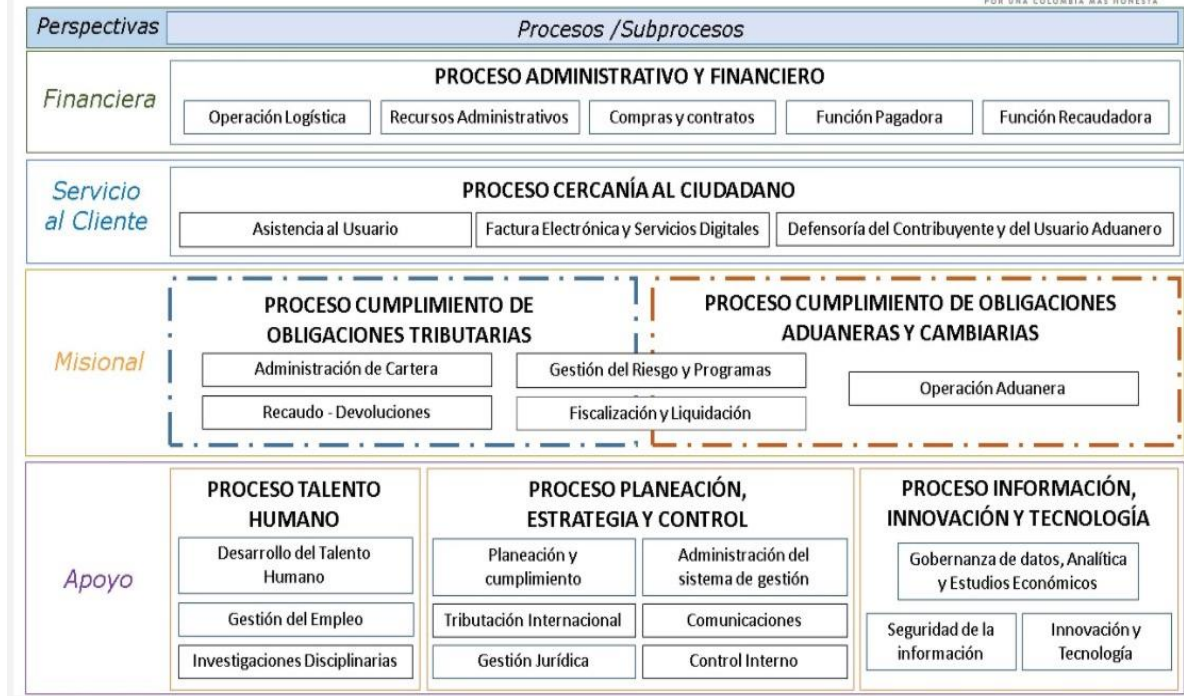 POR UNA COLOMBIA MÁS HONESTA
Perspectivas
Procesos /Subprocesos
Financiera
PROCESO ADMINISTRATIVO Y FINANCIERO
Operación Logística
Recursos Administrativos
Compras y contratos
Función Pagadora
Función Recaudadora
Servicio
al Cliente
PROCESO CERCANÍA AL CIUDADANO
Asistencia al Usuario
Factura Electrónica y Servicios Digitales
Defensoría del Contribuyente y del Usuario Aduanero
Misional
PROCESO CUMPLIMIENTO DE
OBLIGACIONES TRIBUTARIAS
Administración de Cartera
Recaudo - Devoluciones
Gestión del Riesgo y Programas
Fiscalización y Liquidación
PROCESO CUMPLIMIENTO DE OBLIGACIONES
ADUANERAS Y CAMBIARIAS
Operación Aduanera
Apoyo
PROCESO TALENTO
HUMANO
Desarrollo del Talento
Humano
Gestión del Empleo
Investigaciones Disciplinarias
PROCESO PLANEACIÓN,
ESTRATEGIA Y CONTROL
Planeación y
cumplimiento
Administración del
sistema de gestión
Tributación Internacional
Comunicaciones
Gestión Jurídica
Control Interno
PROCESO INFORMACIÓN,
INNOVACIÓN Y TECNOLOGÍA
Gobernanza de datos, Analítica
y Estudios Económicos
Seguridad de la
información
Innovación y
Tecnología